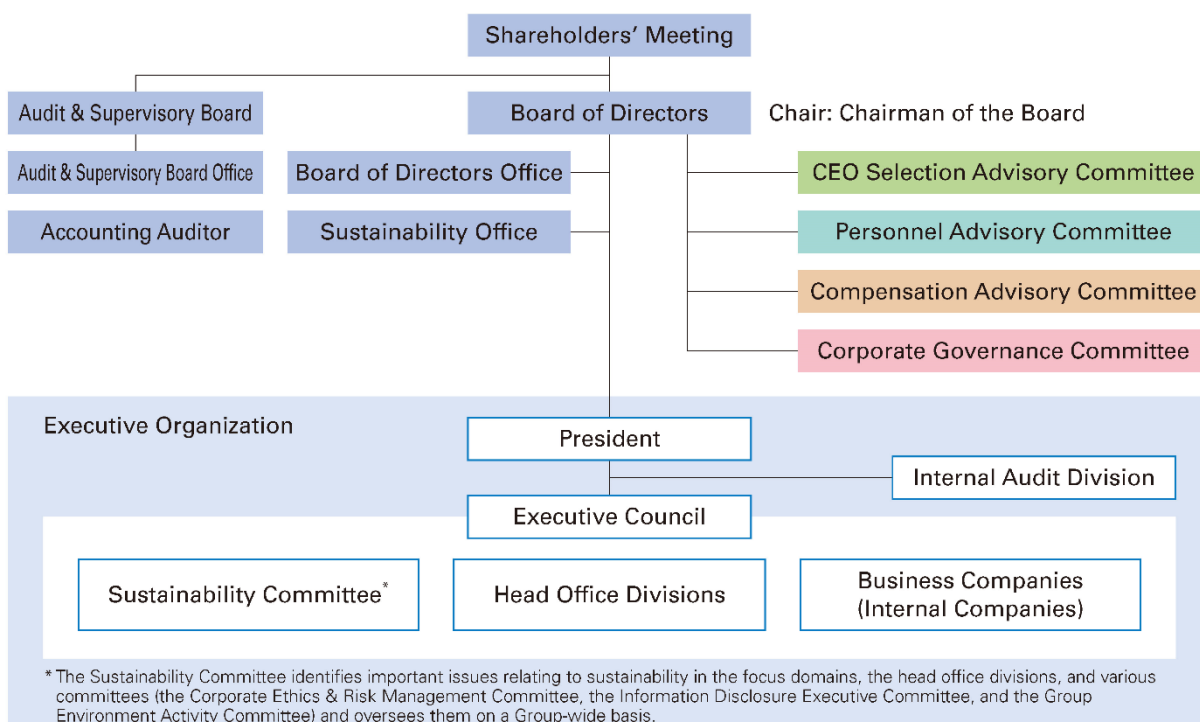 Shareholders' Meeting
Audit & Supervisory Board
Board of Directors
Chair: Chairman of the Board
Audit & Supervisory Board Office
Board of Directors Office
CEO Selection Advisory Committee
Accounting Auditor
Sustainability Office
Personnel Advisory Committee
Compensation Advisory Committee
Corporate Governance Committee
Executive Organization
President
Internal Audit Division
Executive Council
Sustainability Committee*
Head Office Divisions
Business Companies
(Internal Companies)
* The Sustainability Committee identifies important issues relating to sustainability in the focus domains, the head office divisions, and various
committees (the Corporate Ethics & Risk Management Committee, the Information Disclosure Executive Committee, and the Group
Environment Activity Committee) and oversees them on a Group-wide basis.